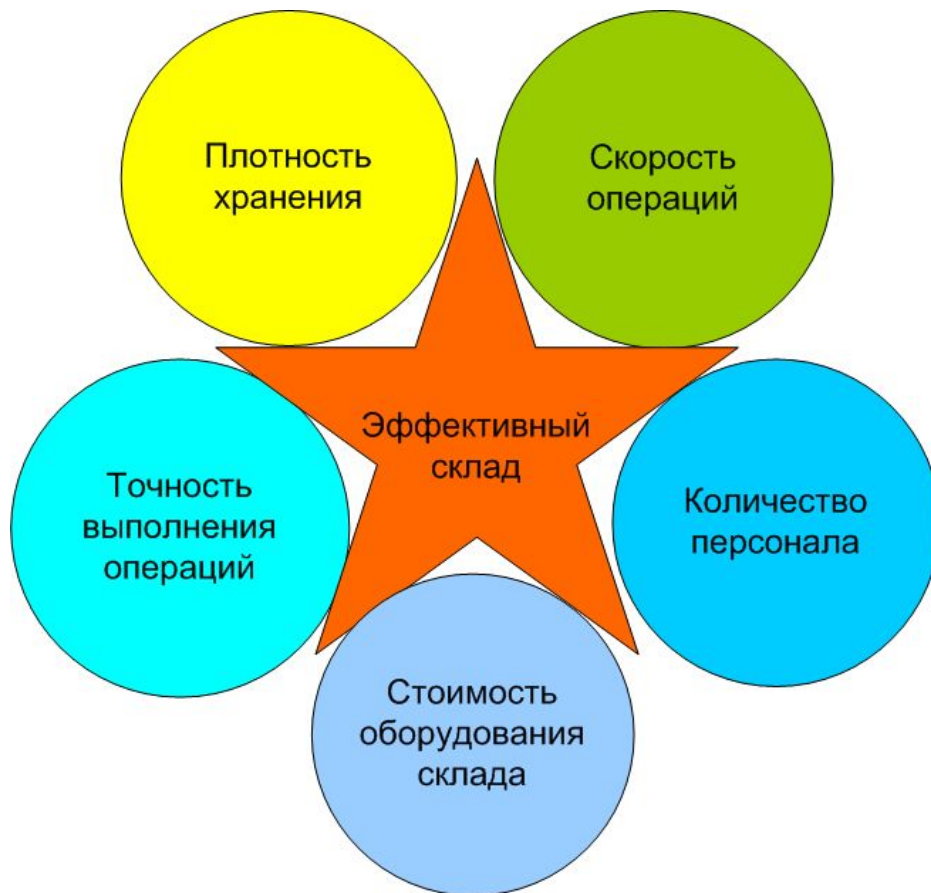 Плотность
хранения
Скорость
операций
Эффективный
склад
Точность
выполнения
операций
Количество
персонала
Стоимость
оборудования
склада